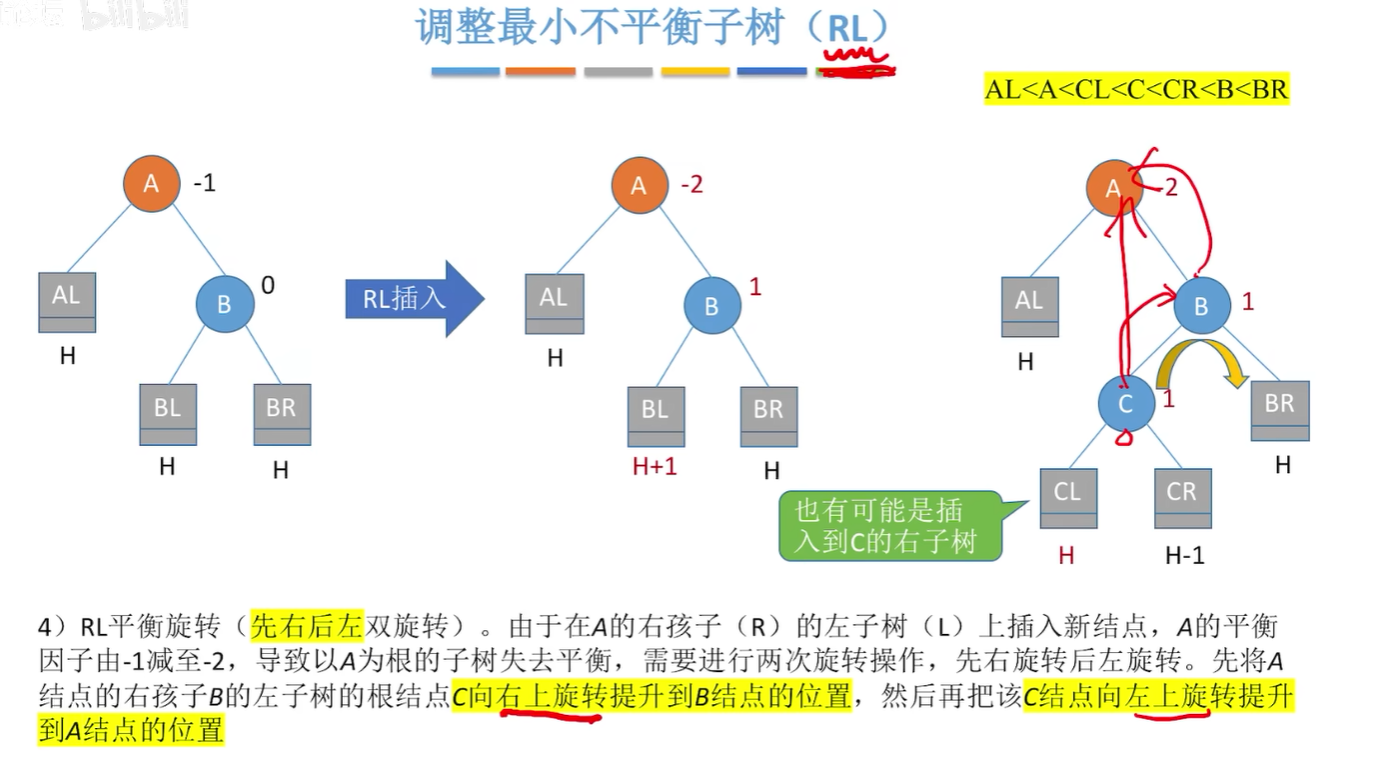 bilibili
调整最小不平衡子树（RL）
AL<A<CL<C<CR<B<BR
A -1
B 0
AL
H
BL BR
H H
RL插入
A -2
B 1
AL
H
BL BR
H+1 H
A -2
B 1
AL
H
C 1
BR
H
CL CR
H H-1
也有可能是插
入到C的右子树
4）RL平衡旋转（先右后左双旋转）。由于在A的右孩子（R）的左子树（L）上插入新结点，A的平衡
因子由-1减至-2，导致以A为根的子树失去平衡，需要进行两次旋转操作，先右旋转后左旋转。先将A
结点的右孩子B的左子树的根结点C向右上旋转提升到B结点的位置，然后再把该C结点向左上旋转提升
到A结点的位置